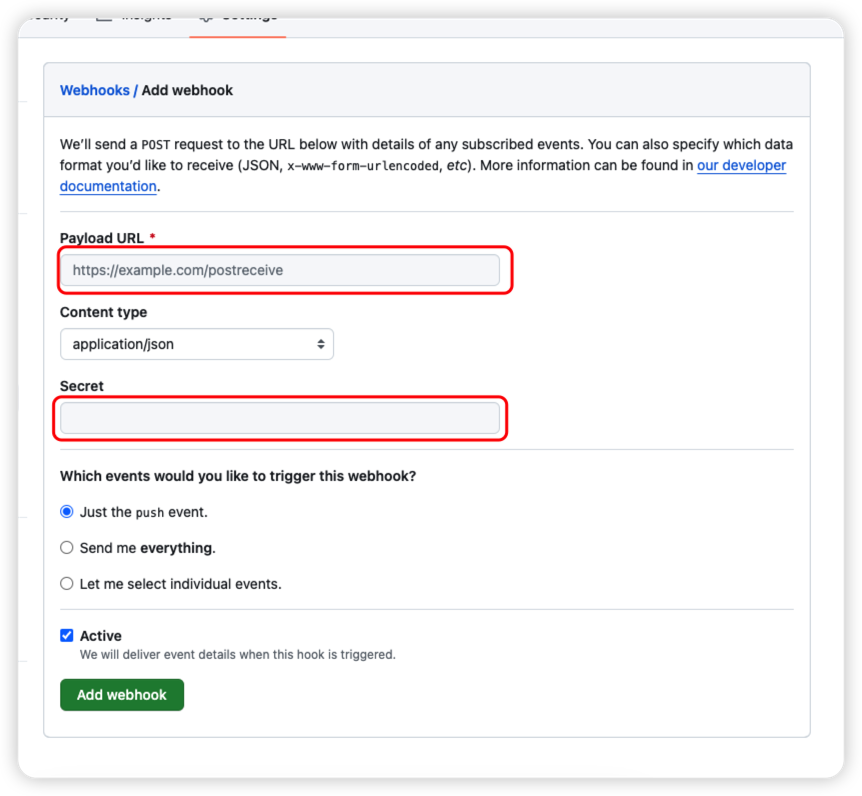 Webhooks / Add webhook
We'll send a POST request to the URL below with details of any subscribed events. You can also specify which data
format you'd like to receive (JSON, x-www-form-urlencoded, etc). More information can be found in our developer
documentation.
Payload URL *
https://example.com/postreceive
Content type
application/json
Secret
Which events would you like to trigger this webhook?
Just the push event.
Send me everything.
Let me select individual events.
Active
We will deliver event details when this hook is triggered.
Add webhook